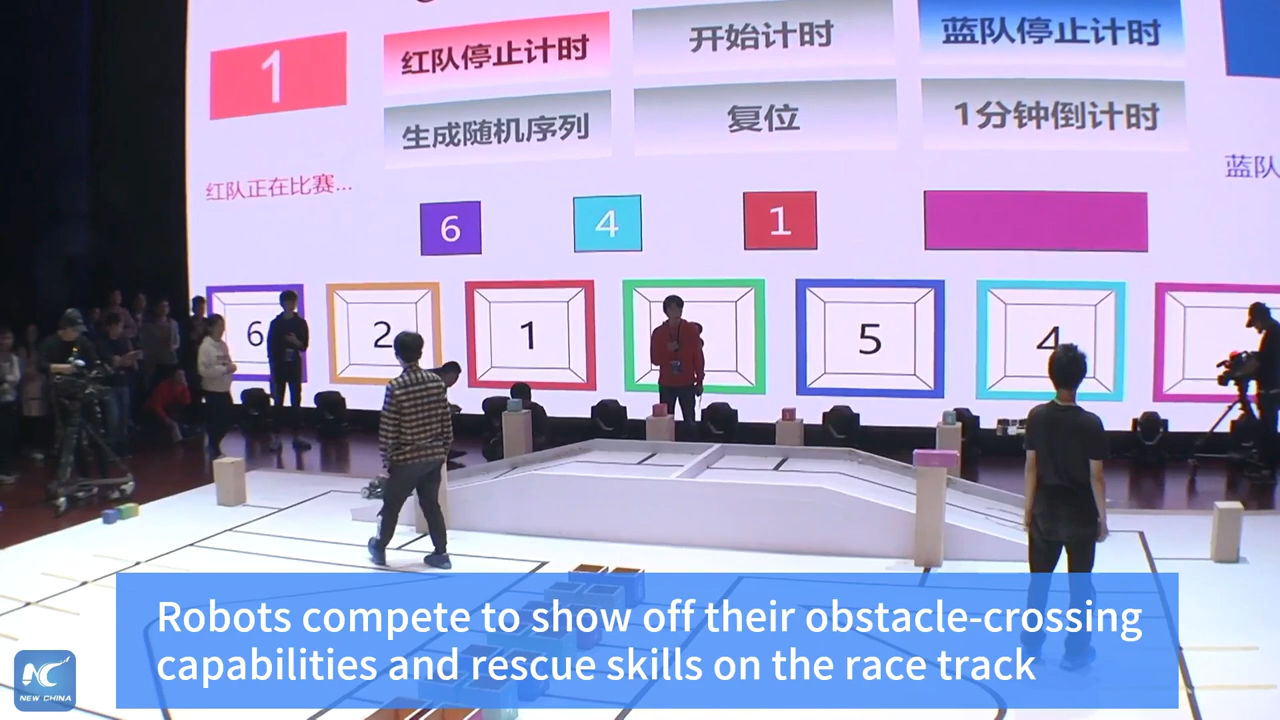 1
红队停止计时
开始计时
蓝队停止计时
生成随机序列
复位
1分钟倒计时
红队正在比赛...
蓝队
6
4
1
6
2
1
5
4
Robots compete to show off their obstacle-crossing
capabilities and rescue skills on the race track
NC
NEW CHINA